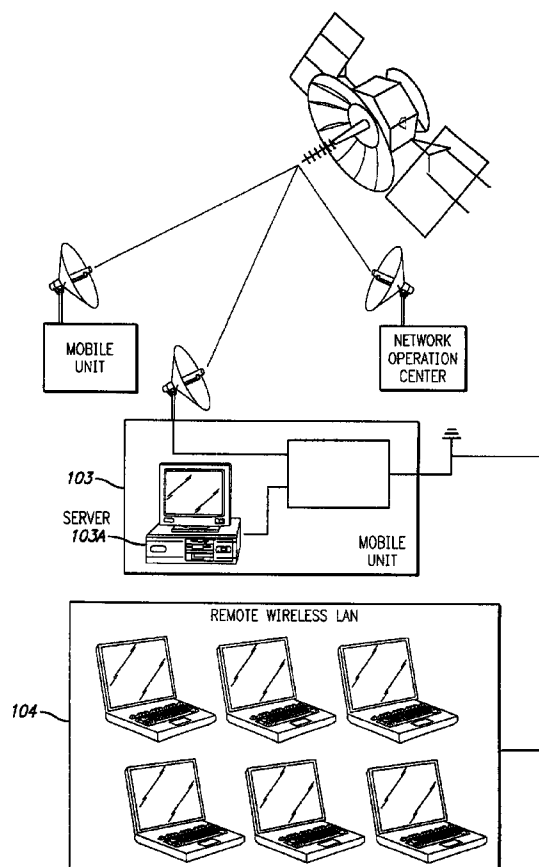 MOBILE
UNIT
NETWORK
OPERATION
CENTER
103
SERVER
103A
MOBILE
UNIT
REMOTE WIRELESS LAN
104